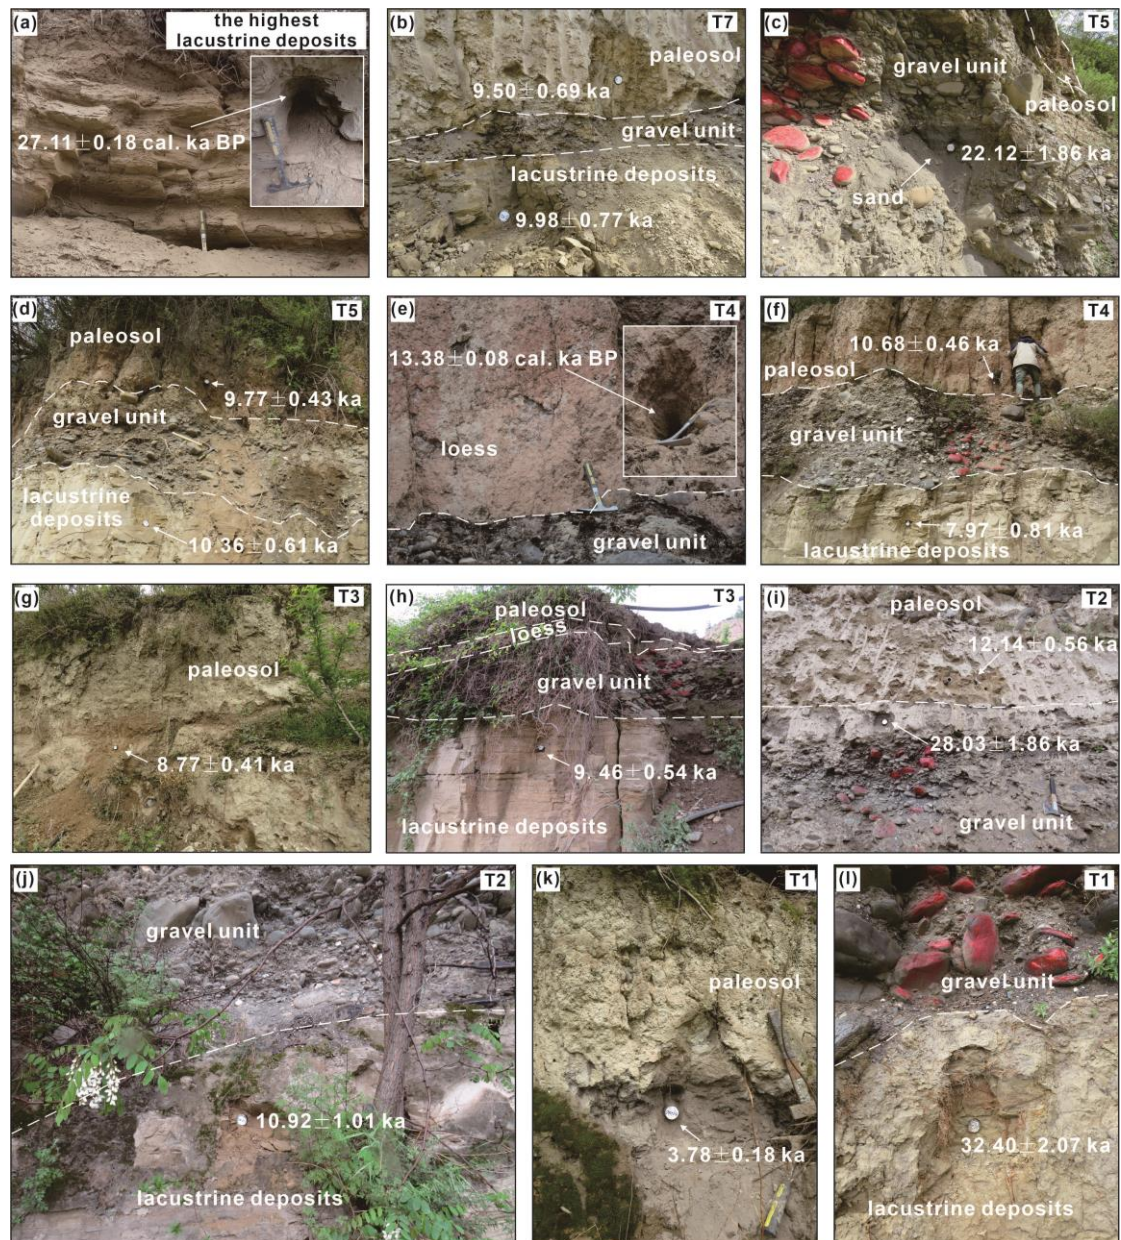 (a)
the highest
lacustrine deposits
27.11±0.18 cal. ka BP
(b)
T7
paleosol
9.50±0.69 ka
gravel unit
lacustrine deposits
9.98±0.77 ka
(c)
T5
gravel unit
paleosol
22.12±1.86 ka
sand
(d)
T5
paleosol
9.77±0.43 ka
gravel unit
lacustrine
deposits
10.36±0.61 ka
(e)
T4
13.38±0.08 cal. ka BP
loess
gravel unit
(f)
T4
10.68±0.46 ka
paleosol
gravel unit
7.97±0.81 ka
lacustrine deposits
(g)
T3
paleosol
8.77±0.41 ka
(h)
T3
paleosol
loess
gravel unit
9.46±0.54 ka
lacustrine deposits
(i)
T2
paleosol
12.14±0.56 ka
28.03±1.86 ka
gravel unit
(j)
T2
gravel unit
10.92±1.01 ka
lacustrine deposits
(k)
T1
paleosol
3.78±0.18 ka
(l)
T1
gravel unit
32.40±2.07 ka
lacustrine deposits